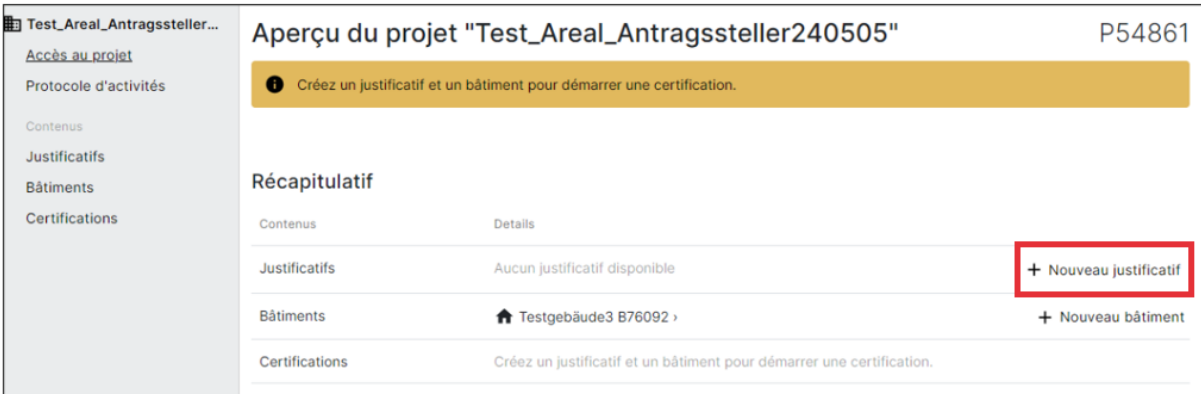 Test_Areal_Antragssteller...
Accès au projet
Protocole d'activités
Contenus
Justificatifs
Bâtiments
Certifications
Aperçu du projet "Test_Areal_Antragssteller240505" P54861
Créez un justificatif et un bâtiment pour démarrer une certification.
Récapitulatif
Contenus Details
Justificatifs Aucun justificatif disponible + Nouveau justificatif
Bâtiments Testgebäude3 B76092 › + Nouveau bâtiment
Certifications Créez un justificatif et un bâtiment pour démarrer une certification.